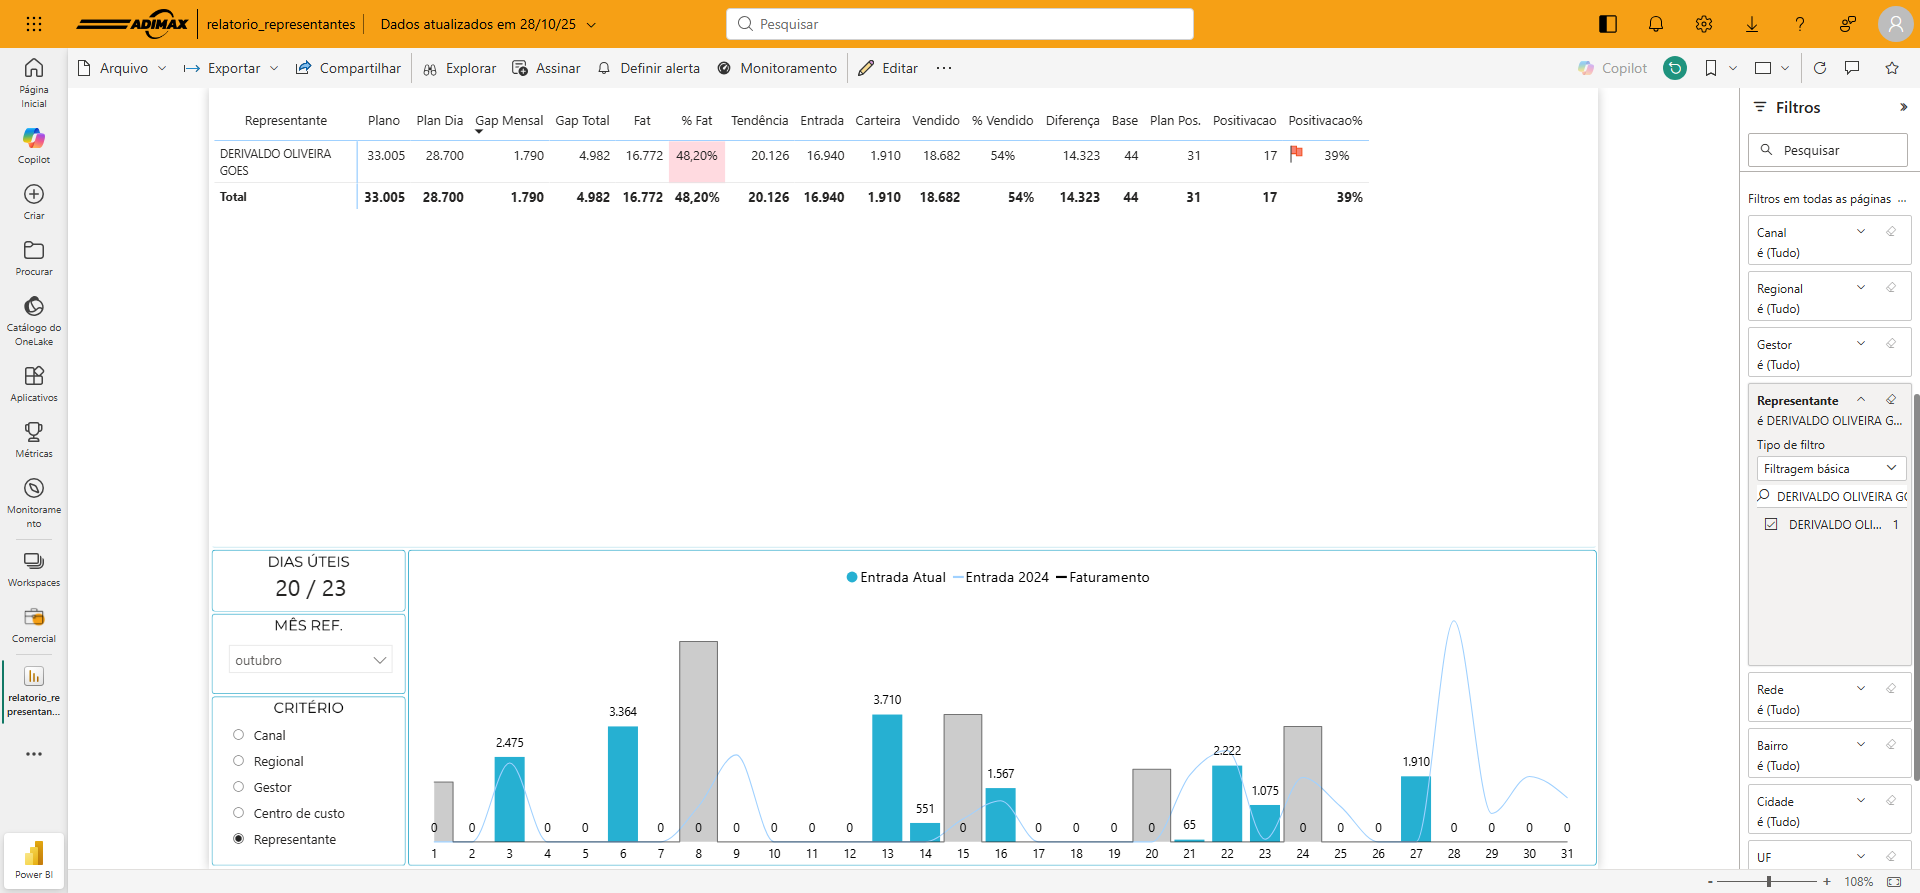 ADIMAX
relatorio_representantes
Dados atualizados em 28/10/25
Pesquisar
Arquivo
Exportar
Compartilhar
Explorar
Assinar
Definir alerta
Monitoramento
Editar
Copilot
Página
Inicial
Copilot
Criar
Procurar
Catálogo do
OneLake
Aplicativos
Métricas
Monitorame
nto
Workspaces
Comercial
relatorio_re
presentan...
Power BI
Representante Plano Plan Dia Gap Mensal Gap Total Fat % Fat Tendência Entrada Carteira Vendido % Vendido Diferença Base Plan Pos. Positivacao Positivacao%
DERIVALDO OLIVEIRA
GOES
33.005 28.700 1.790 4.982 16.772 48,20% 20.126 16.940 1.910 18.682 54% 14.323 44 31 17 39%
Total 33.005 28.700 1.790 4.982 16.772 48,20% 20.126 16.940 1.910 18.682 54% 14.323 44 31 17 39%
DIAS ÚTEIS
20 / 23
MÊS REF.
outubro
CRITÉRIO
Canal
Regional
Gestor
Centro de custo
Representante
Entrada Atual Entrada 2024 Faturamento
3.710
3.364
2.475
2.222
1.910
1.567
1.075
551
65
0 0 0 0 0 0 0 0 0 0 0 0 0 0 0 0 0 0 0 0 0 0
1 2 3 4 5 6 7 8 9 10 11 12 13 14 15 16 17 18 19 20 21 22 23 24 25 26 27 28 29 30 31
Filtros
Pesquisar
Filtros em todas as páginas ...
Canal
é (Tudo)
Regional
é (Tudo)
Gestor
é (Tudo)
Representante
é DERIVALDO OLIVEIRA G...
Tipo de filtro
Filtragem básica
DERIVALDO OLIVEIRA GO
DERIVALDO OLI... 1
Rede
é (Tudo)
Bairro
é (Tudo)
Cidade
é (Tudo)
UF
- + 108%